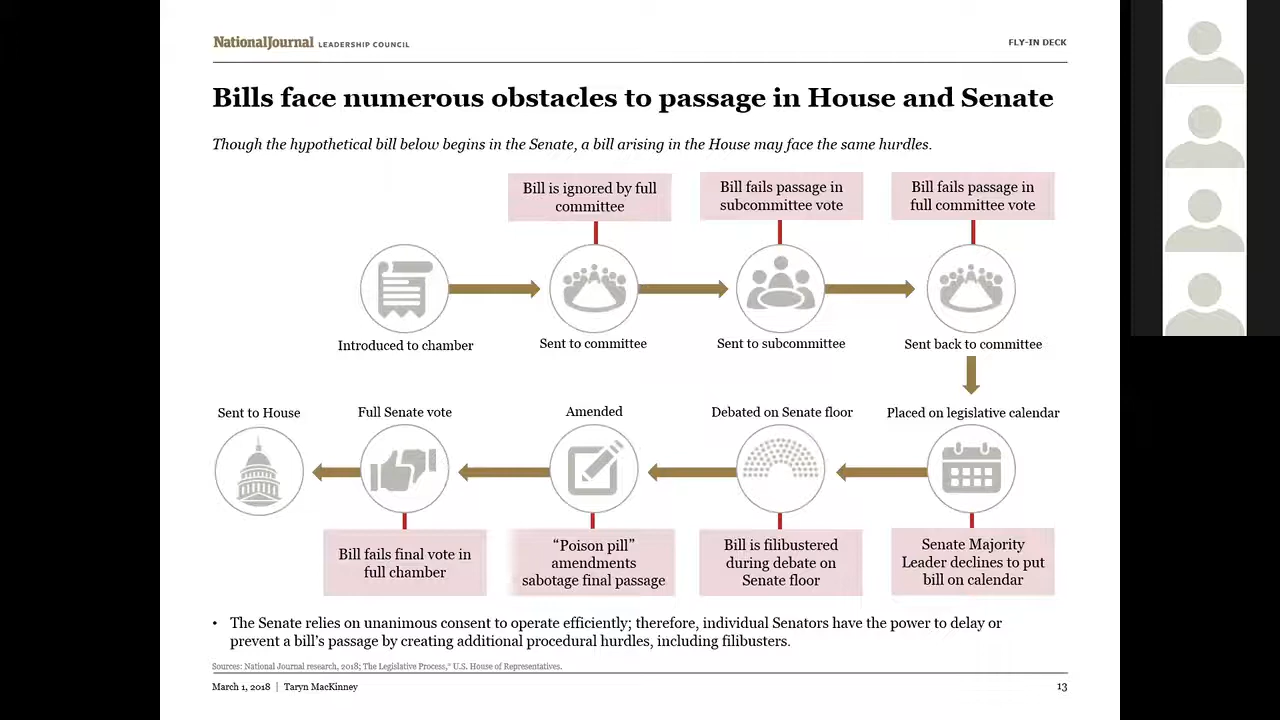 NationalJournal LEADERSHIP COUNCIL
FLY-IN DECK
Bills face numerous obstacles to passage in House and Senate
Though the hypothetical bill below begins in the Senate, a bill arising in the House may face the same hurdles.
Bill is ignored by full
committee
Bill fails passage in
subcommittee vote
Bill fails passage in
full committee vote
Introduced to chamber
Sent to committee
Sent to subcommittee
Sent back to committee
Sent to House
Full Senate vote
Amended
Debated on Senate floor
Placed on legislative calendar
Bill fails final vote in
full chamber
“Poison pill”
amendments
sabotage final passage
Bill is filibustered
during debate on
Senate floor
Senate Majority
Leader declines to put
bill on calendar
• The Senate relies on unanimous consent to operate efficiently; therefore, individual Senators have the power to delay or
prevent a bill’s passage by creating additional procedural hurdles, including filibusters.
Sources: National Journal research, 2018; The Legislative Process,” U.S. House of Representatives.
March 1, 2018 | Taryn MacKinney
13